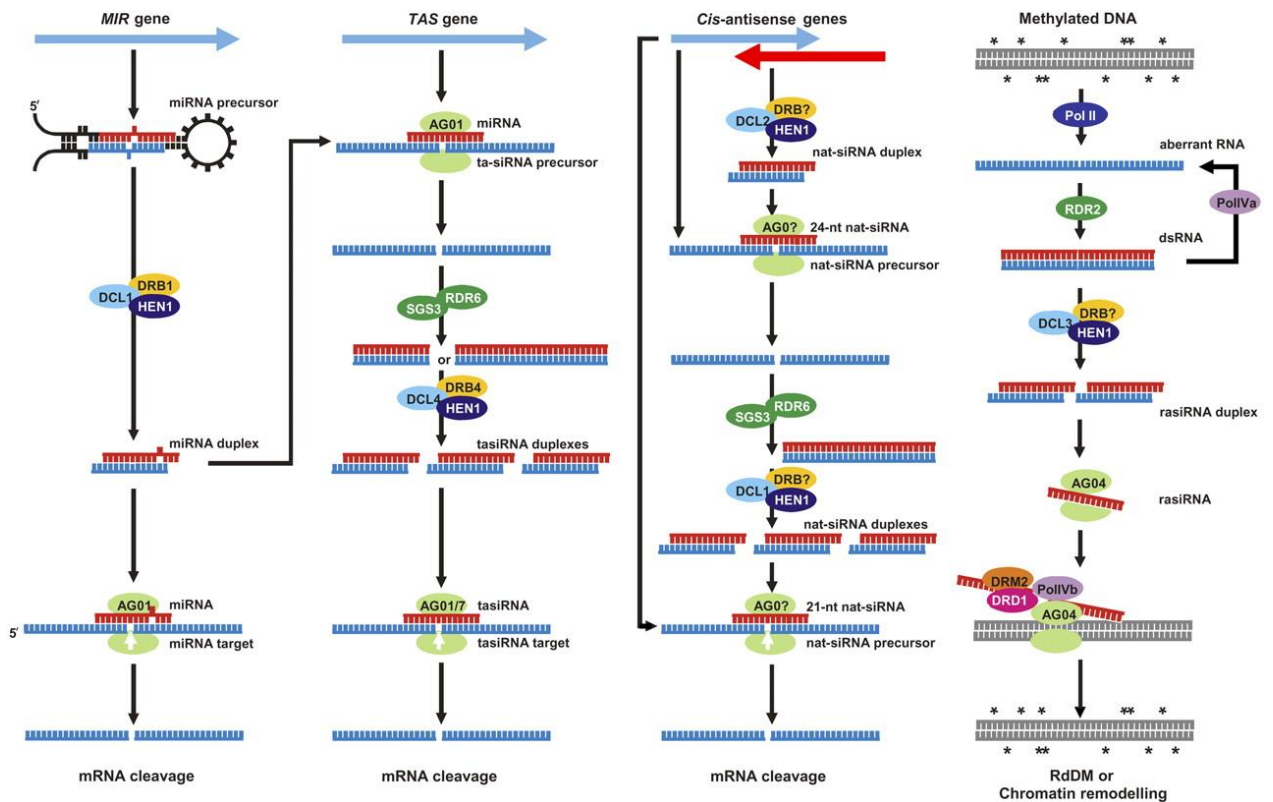 MIR gene
5'
miRNA precursor
DCL1
DRB1
HEN1
miRNA duplex
AG01
miRNA
5'
miRNA target
mRNA cleavage
TAS gene
AG01
miRNA
ta-siRNA precursor
SGS3
RDR6
or
DCL4
DRB4
HEN1
tasiRNA duplexes
AG01/7
tasiRNA
tasiRNA target
mRNA cleavage
Cis-antisense genes
DCL2
DRB?
HEN1
nat-siRNA duplex
AG0?
24-nt nat-siRNA
nat-siRNA precursor
SGS3
RDR6
DCL1
DRB?
HEN1
nat-siRNA duplexes
AG0?
21-nt nat-siRNA
nat-siRNA precursor
mRNA cleavage
Methylated DNA
* * * ** *
* ** * * *
Pol II
aberrant RNA
RDR2
PolIVa
dsRNA
DCL3
DRB?
HEN1
rasiRNA duplex
AG04
rasiRNA
DRM2
PolIVb
DRD1
AG04
* * * ** *
* ** * * *
RdDM or
Chromatin remodelling